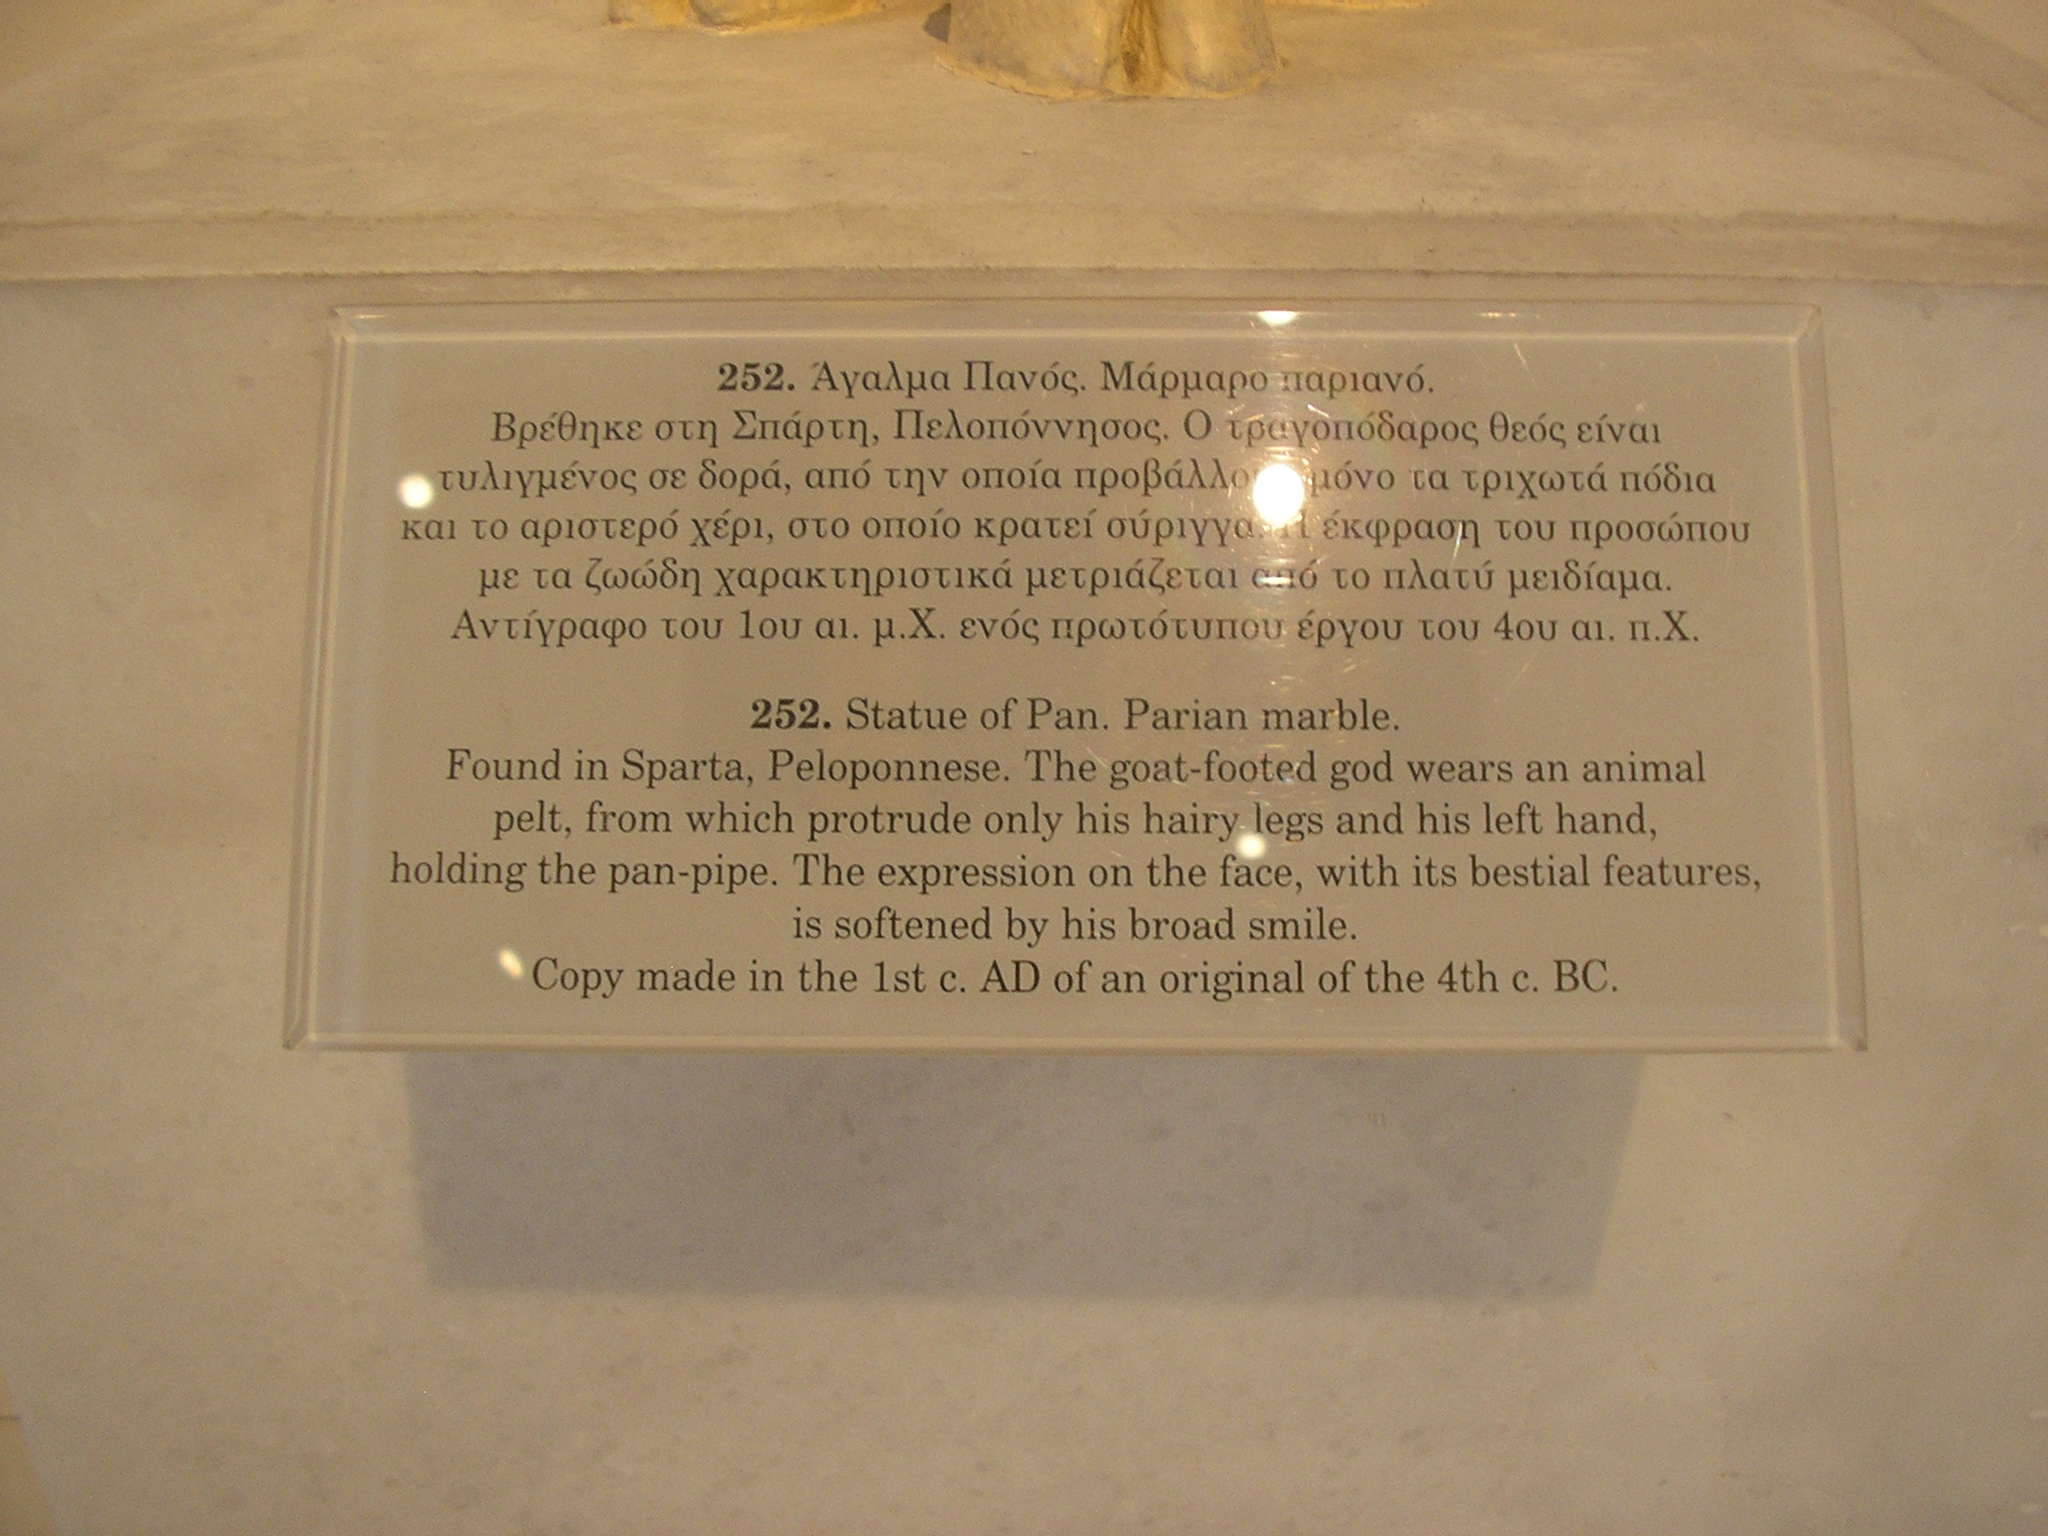 252. Άγαλμα Πανός. Μάρμαρο παριανό.
Βρέθηκε στη Σπάρτη, Πελοπόννησος. Ο τραγοπόδαρος θεός είναι
τυλιγμένος σε δορά, από την οποία μόνο τα τριχωτά πόδια
και το αριστερό χέρι, στο οποίο κρατεί σύριγγα. Η έκφραση του προσώπου
με τα ζωώδη χαρακτηριστικά μετριάζεται από το πλατύ μειδίαμα.
Αντίγραφο του 1ου αι. μ.Χ. ενός πρωτότυπου έργου του 4ου αι. π.Χ.
252. Statue of Pan. Parian marble.
Found in Sparta, Peloponnese. The goat-footed god wears an animal
pelt, from which protrude only his hairy legs and his left hand,
holding the pan-pipe. The expression on the face, with its bestial features,
is softened by his broad smile.
Copy made in the 1st c. AD of an original of the 4th c. BC.